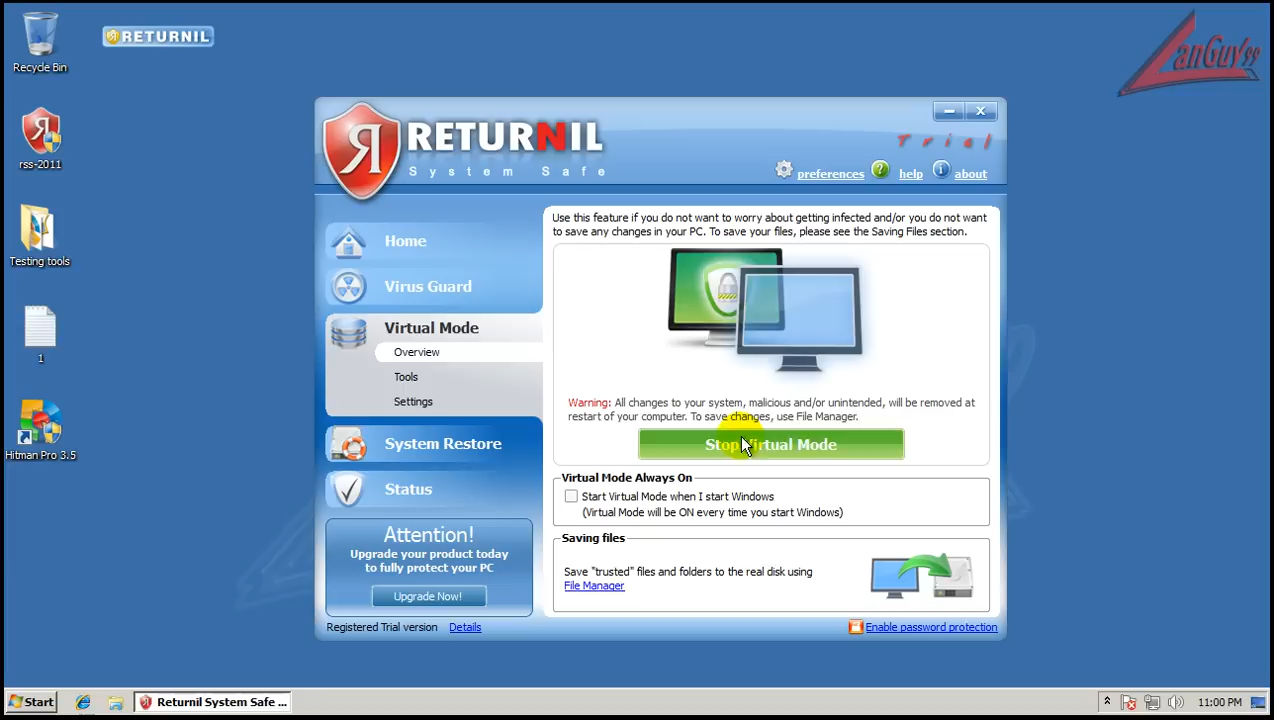 Recycle Bin
RETURNIL
LanGuy99
rss-2011
Testing tools
1
Hitman Pro 3.5
RETURNIL
System Safe
Trial
preferences
help
about
Home
Virus Guard
Virtual Mode
Overview
Tools
Settings
System Restore
Status
Attention!
Upgrade your product today
to fully protect your PC
Upgrade Now!
Registered Trial version Details
Use this feature if you do not want to worry about getting infected and/or you do not want
to save any changes in your PC. To save your files, please see the Saving Files section.
Warning: All changes to your system, malicious and/or unintended, will be removed at
restart of your computer. To save changes, use File Manager.
Stop Virtual Mode
Virtual Mode Always On
Start Virtual Mode when I start Windows
(Virtual Mode will be ON every time you start Windows)
Saving files
Save "trusted" files and folders to the real disk using
File Manager
Enable password protection
Start
Returnil System Safe ...
11:00 PM